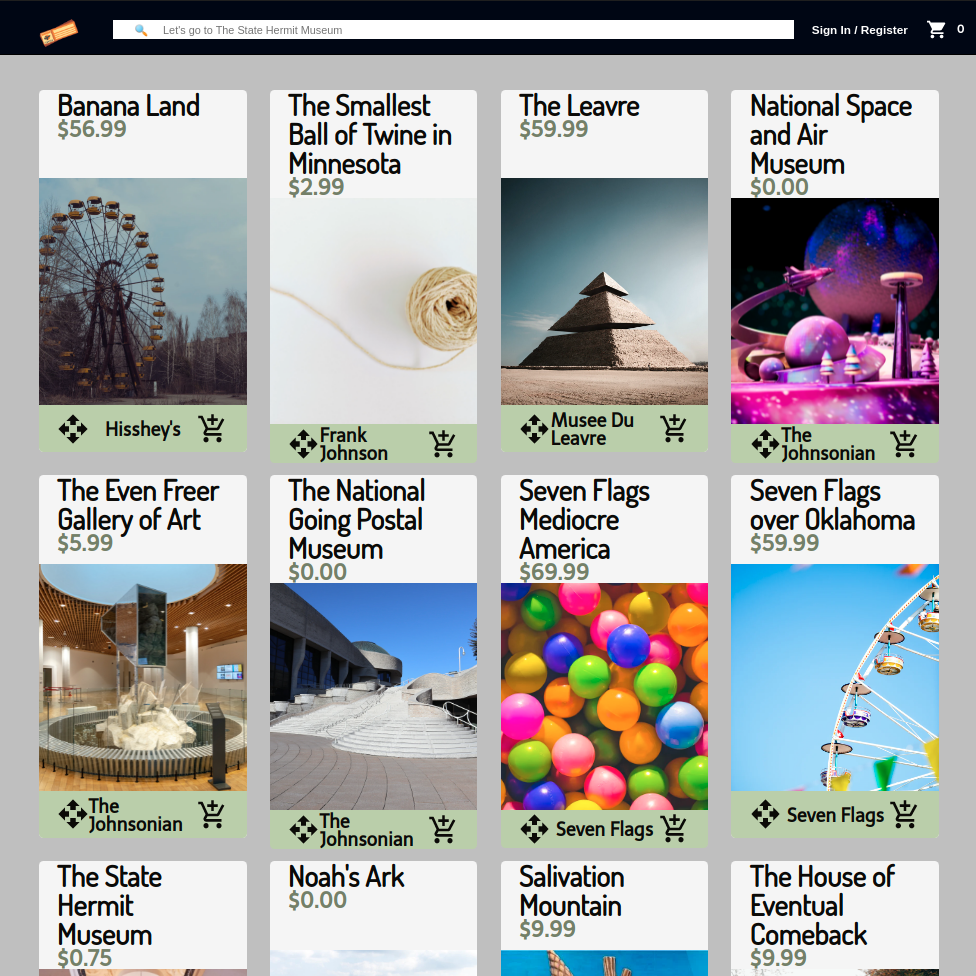 Let's go to The State Hermit Museum
Sign In / Register
0
Banana Land
$56.99
Hisshey's
The Smallest
Ball of Twine in
Minnesota
$2.99
Frank
Johnson
The Leavre
$59.99
Musee Du
Leavre
National Space
and Air
Museum
$0.00
The
Johnsonian
The Even Freer
Gallery of Art
$5.99
The
Johnsonian
The National
Going Postal
Museum
$0.00
The
Johnsonian
Seven Flags
Mediocre
America
$69.99
Seven Flags
Seven Flags
over Oklahoma
$59.99
Seven Flags
The State
Hermit
Museum
$0.75
Noah's Ark
$0.00
Salivation
Mountain
$9.99
The House of
Eventual
Comeback
$9.99